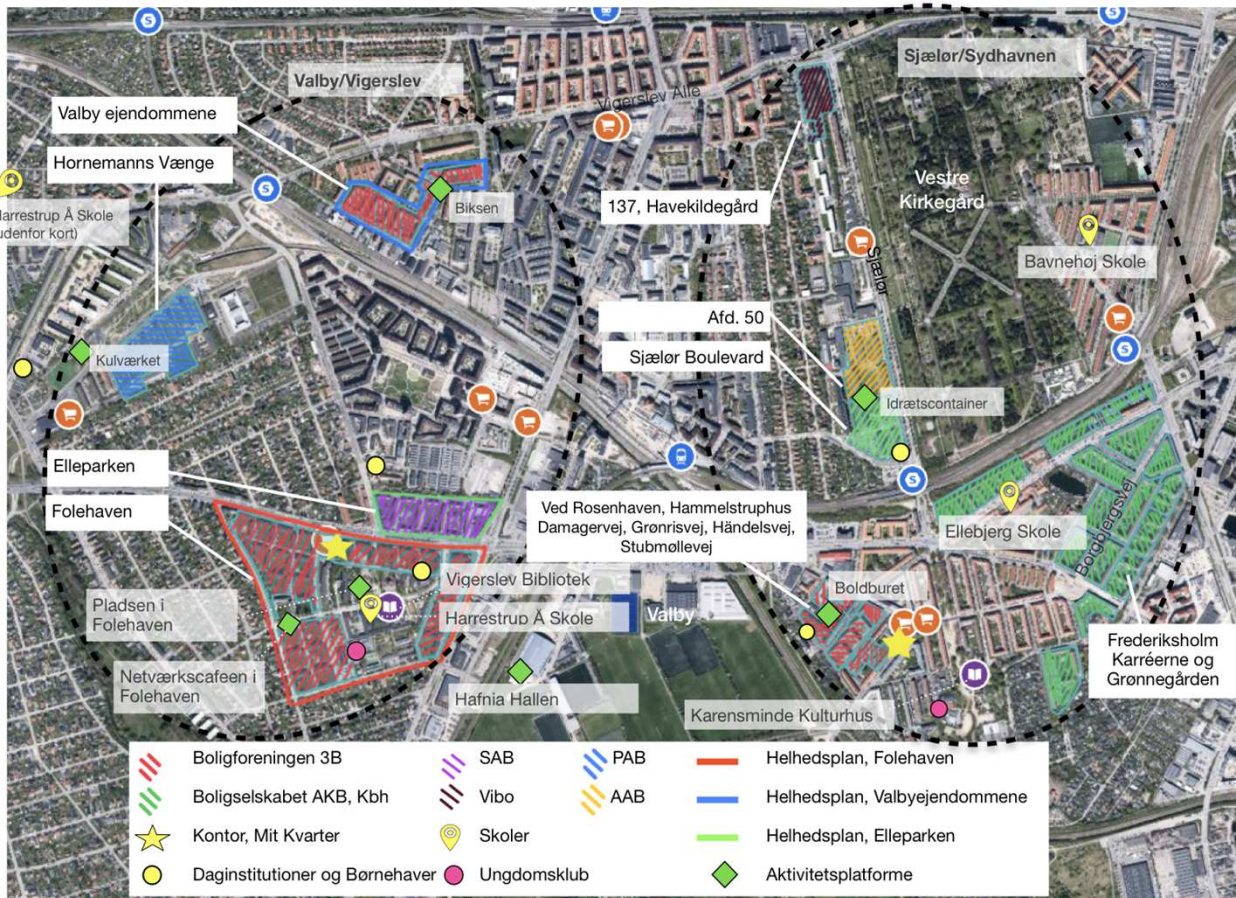 Valby/Vigerslev
Sjælør/Sydhavnen
Valby ejendommene
Vigerslev Alle
Hornemanns Vænge
Harrestrup Å Skole
(udenfor kort)
Biksen
137, Havekildegård
Vestre
Kirkegård
Bavnehøj Skole
Sjælør
Afd. 50
Sjælør Boulevard
Kulværket
Idrætscontainer
Elleparken
Folehaven
Ved Rosenhaven, Hammelstruphus
Damagervej, Grønrisvej, Händelsvej,
Stubmøllevej
Ellebjerg Skole
Borgbjergsvej
Vigerslev Bibliotek
Boldburet
Pladsen i
Folehaven
Harrestrup Å Skole
Valby
Netværkscafeen i
Folehaven
Hafnia Hallen
Karensminde Kulturhus
Frederiksholm
Karréerne og
Grønnegården
Boligforeningen 3B
SAB
PAB
Helhedsplan, Folehaven
Boligselskabet AKB, Kbh
Vibo
AAB
Helhedsplan, Valbyejendommene
Kontor, Mit Kvarter
Skoler
Helhedsplan, Elleparken
Daginstitutioner og Børnehaver
Ungdomsklub
Aktivitetsplatforme